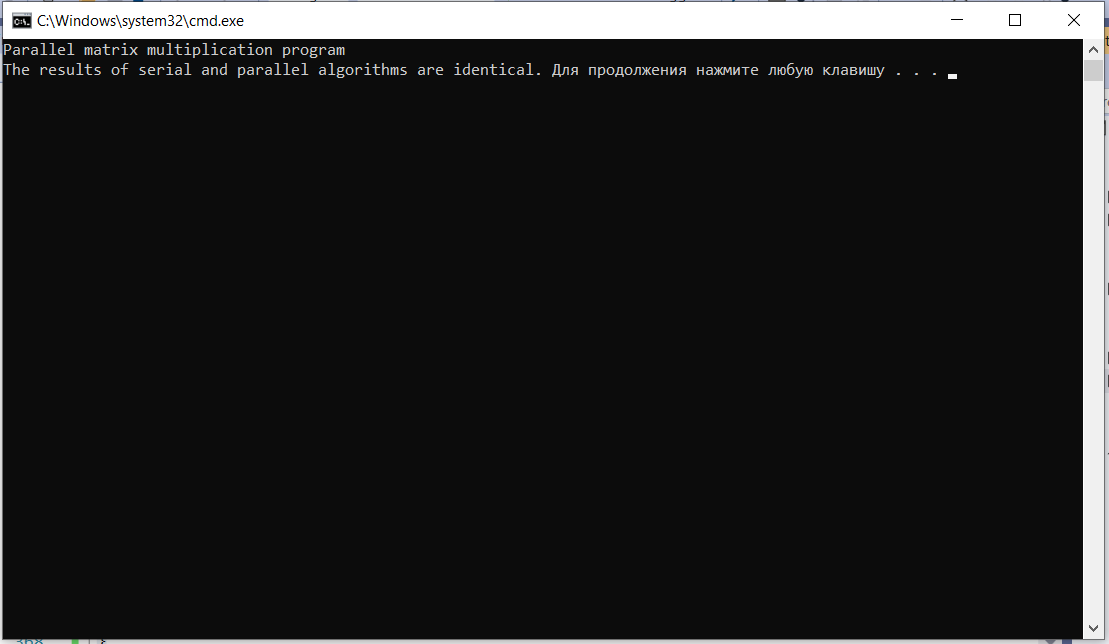 C:\Windows\system32\cmd.exe
Parallel matrix multiplication program
The results of serial and parallel algorithms are identical. Для продолжения нажмите любую клавишу . . .